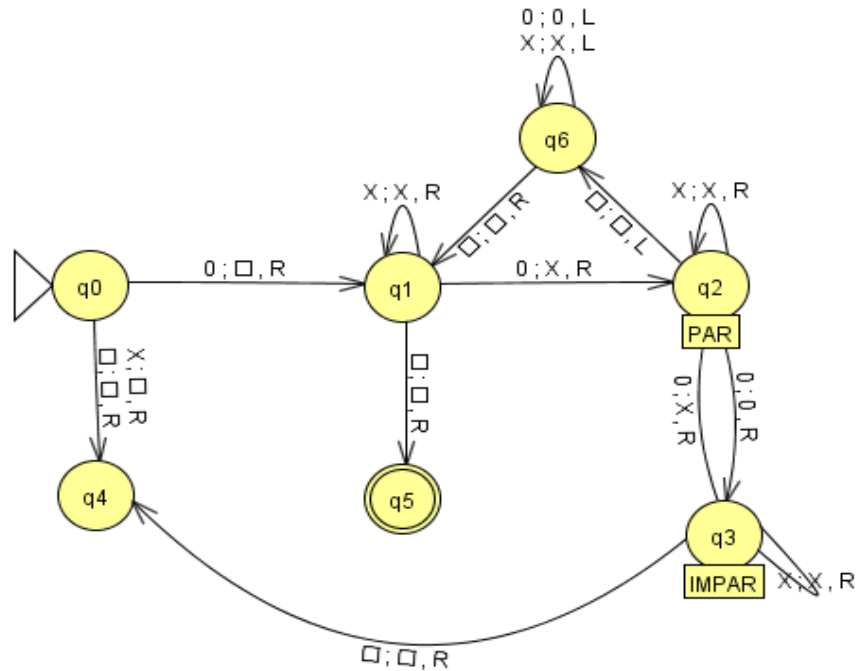 0 ; 0 , L
X ; X , L
q6
X ; X , R
□ ; □ , R
□ ; □ , L
X ; X , R
q0
0 ; □ , R
q1
0 ; X , R
q2
PAR
X ; □ , R
□ ; □ , R
□ ; □ , R
0 ; X , R
0 ; 0 , R
q4
q5
q3
IMPAR
X ; X , R
□ ; □ , R